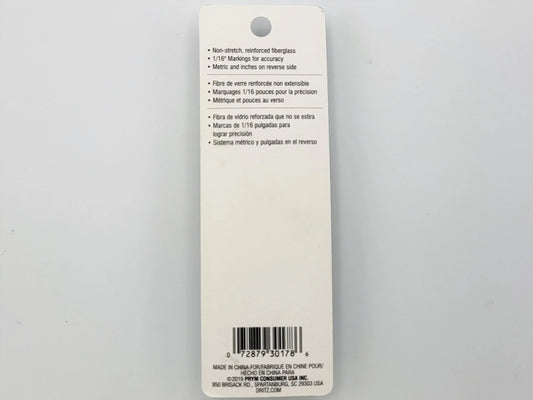 • Non-stretch, reinforced fiberglass
• 1/16" Markings for accuracy
• Metric and inches on reverse side
• Fibre de verre renforcée non extensible
• Marquages 1/16 pouces pour la précision
• Métrique et pouces au verso
• Fibra de vidrio reforzada que no se estira
• Marcas de 1/16 pulgadas para
lograr precisión
• Sistema métrico y pulgadas en el reverso
0 72879 30178 6
MADE IN CHINA FOR/FABRIQUÉ EN CHINE POUR/
HECHO EN CHINA PARA
©2019 PRYM CONSUMER USA INC.
950 BRISACK RD., SPARTANBURG, SC 29303 USA
DRITZ.COM